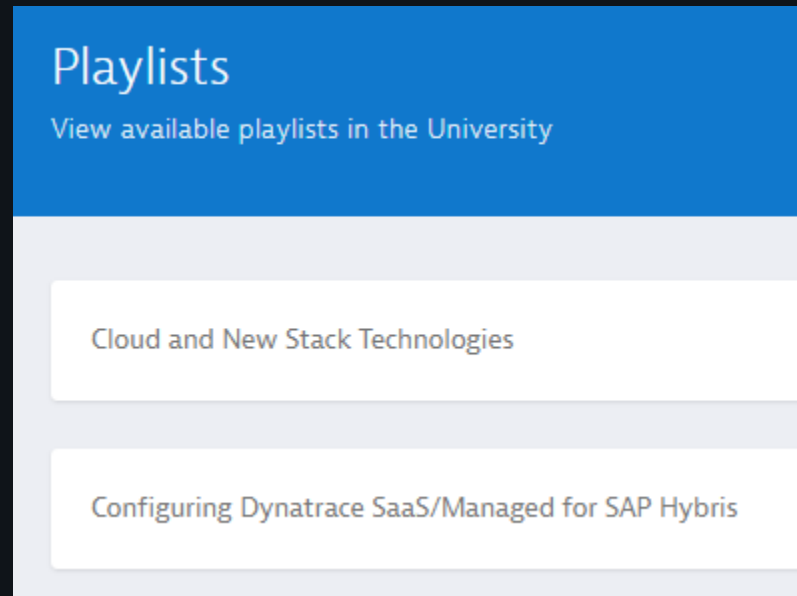 Playlists
View available playlists in the University
Cloud and New Stack Technologies
Configuring Dynatrace SaaS/Managed for SAP Hybris